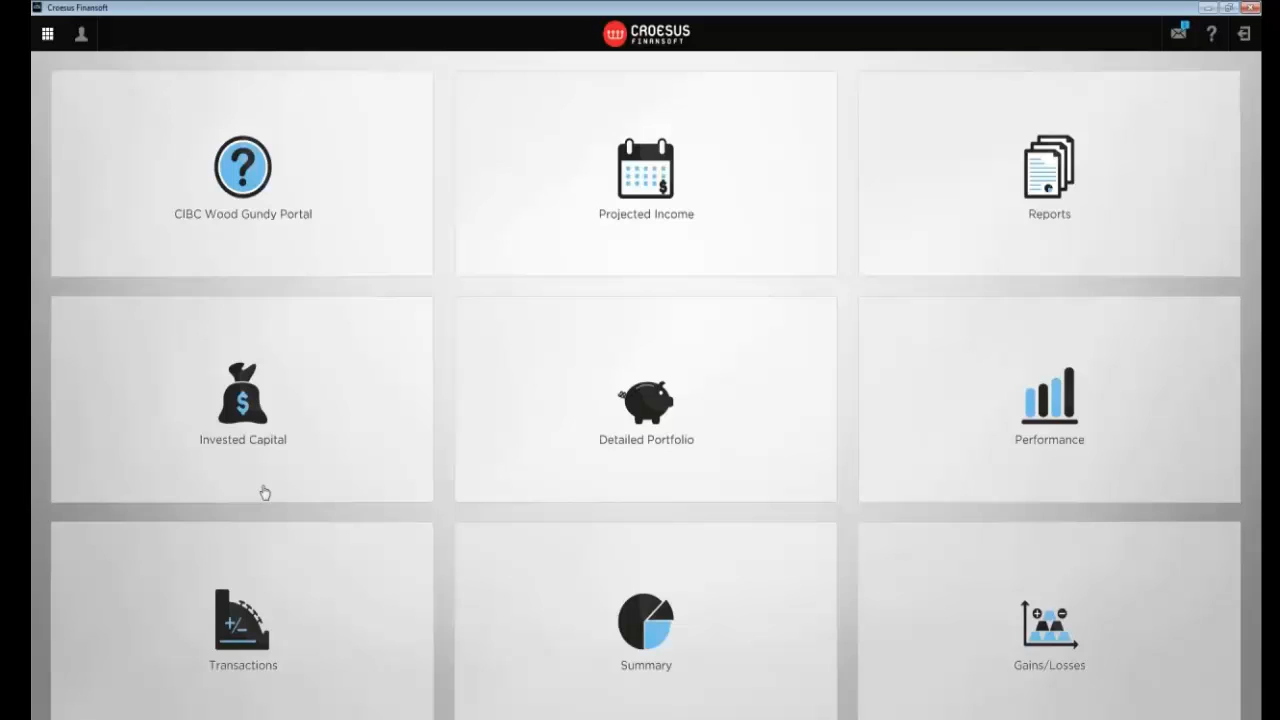 Croesus Finansoft
CROESUS
FINANSOFT
?
?
CIBC Wood Gundy Portal
$
Projected Income
Reports
$
Invested Capital
Detailed Portfolio
Performance
+/-
Transactions
Summary
+ -
Gains/Losses